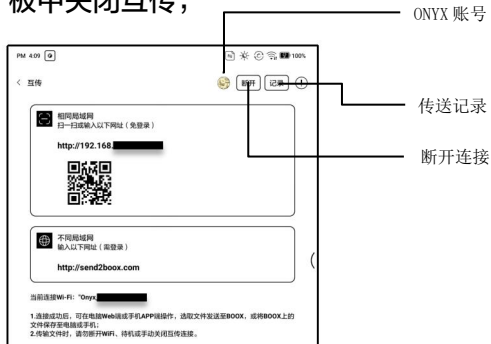 板中关闭互传；
ONYX 账号
PM 4:09
100%
互传
断开
记录
传送记录
断开连接
相同局域网
扫一扫或输入以下网址（免登录）
http://192.168.
不同局域网
输入以下网址（需登录）
http://send2boox.com
当前连接Wi-Fi："Onyx_
1.连接成功后，可在电脑Web端或手机APP端操作，选取文件发送至BOOX，或将BOOX上的
文件保存至电脑或手机；
2.传输文件时，请勿断开WiFi、待机或手动关闭互传连接。